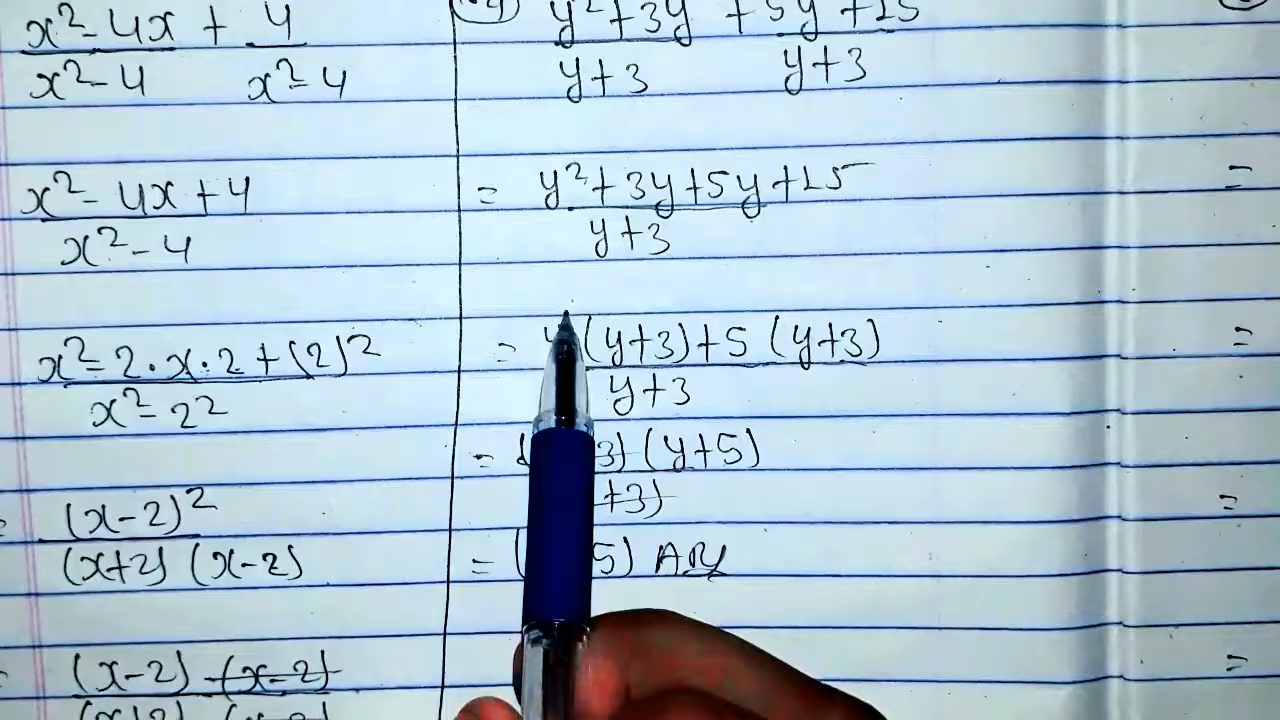 x²-4x + 4
x²-4 x²-4
x²-4x+4
x²-4
x²-2·x·2+(2)²
x²-2²
(x-2)²
(x+2) (x-2)
(x-2) (x-2)
y²+3y + 5y+15
y+3 y+3
= y²+3y+5y+15
y+3
= (y+3)+5 (y+3)
y+3
= 3) (y+5)
+3)
= ( 5) Ans
=
=
=
=